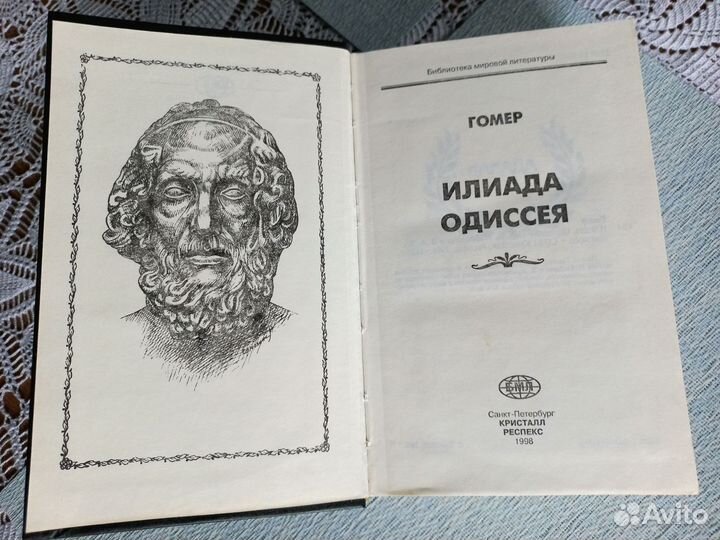 Библиотека мировой литературы
ГОМЕР
ИЛИАДА
ОДИССЕЯ
БМЛ
Санкт-Петербург
КРИСТАЛЛ
РЕСПЕКС
1998
Avito